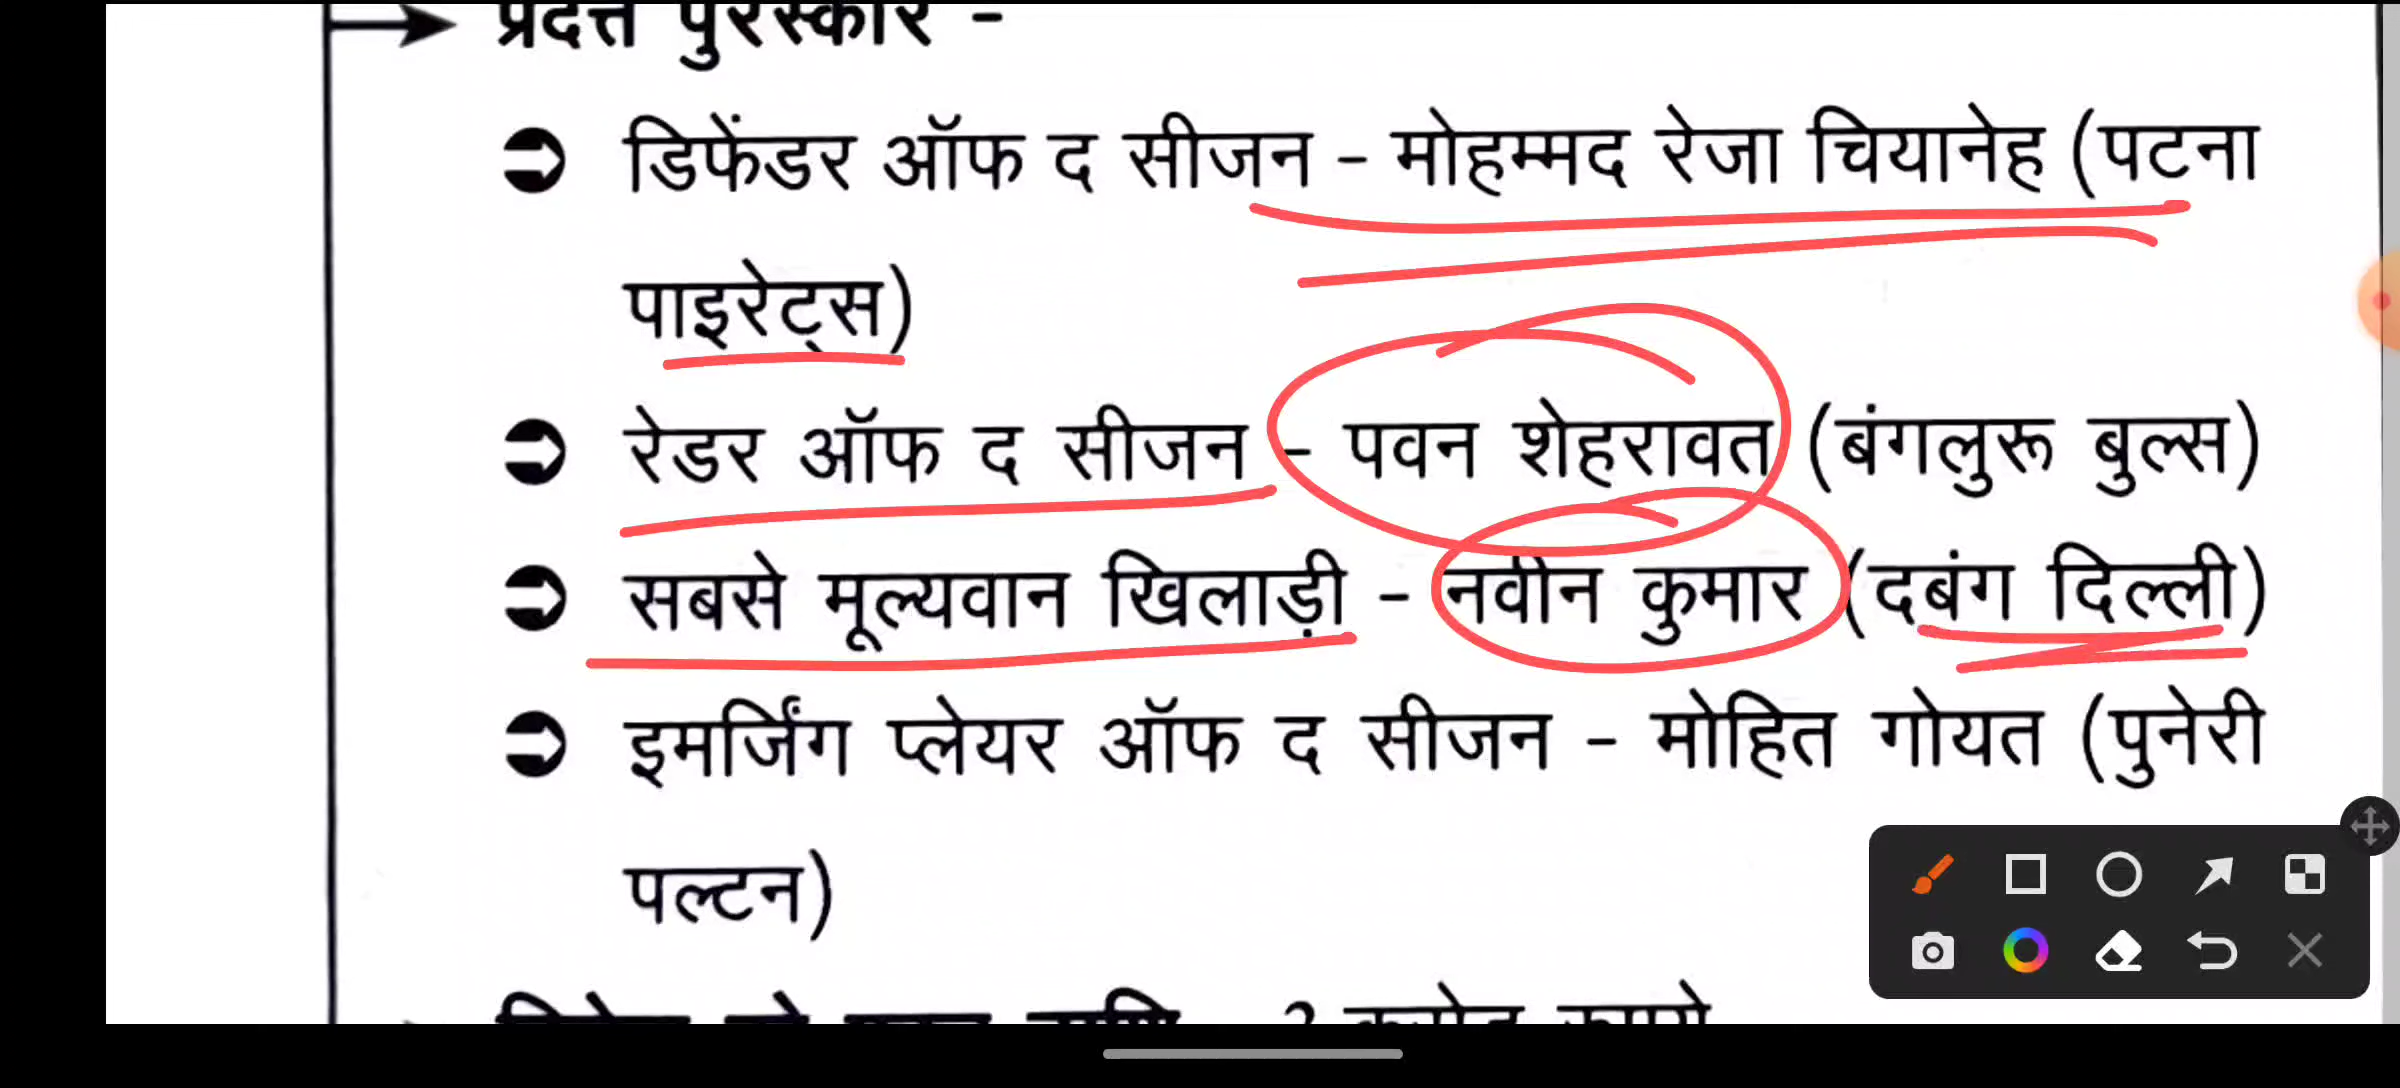 प्रदत्त पुरस्कार -
डिफेंडर ऑफ द सीजन - मोहम्मद रेजा चियानेह (पटना
पाइरेट्स)
रेडर ऑफ द सीजन - पवन शेहरावत (बंगलुरू बुल्स)
सबसे मूल्यवान खिलाड़ी - नवीन कुमार (दबंग दिल्ली)
इमर्जिंग प्लेयर ऑफ द सीजन - मोहित गोयत (पुनेरी
पल्टन)